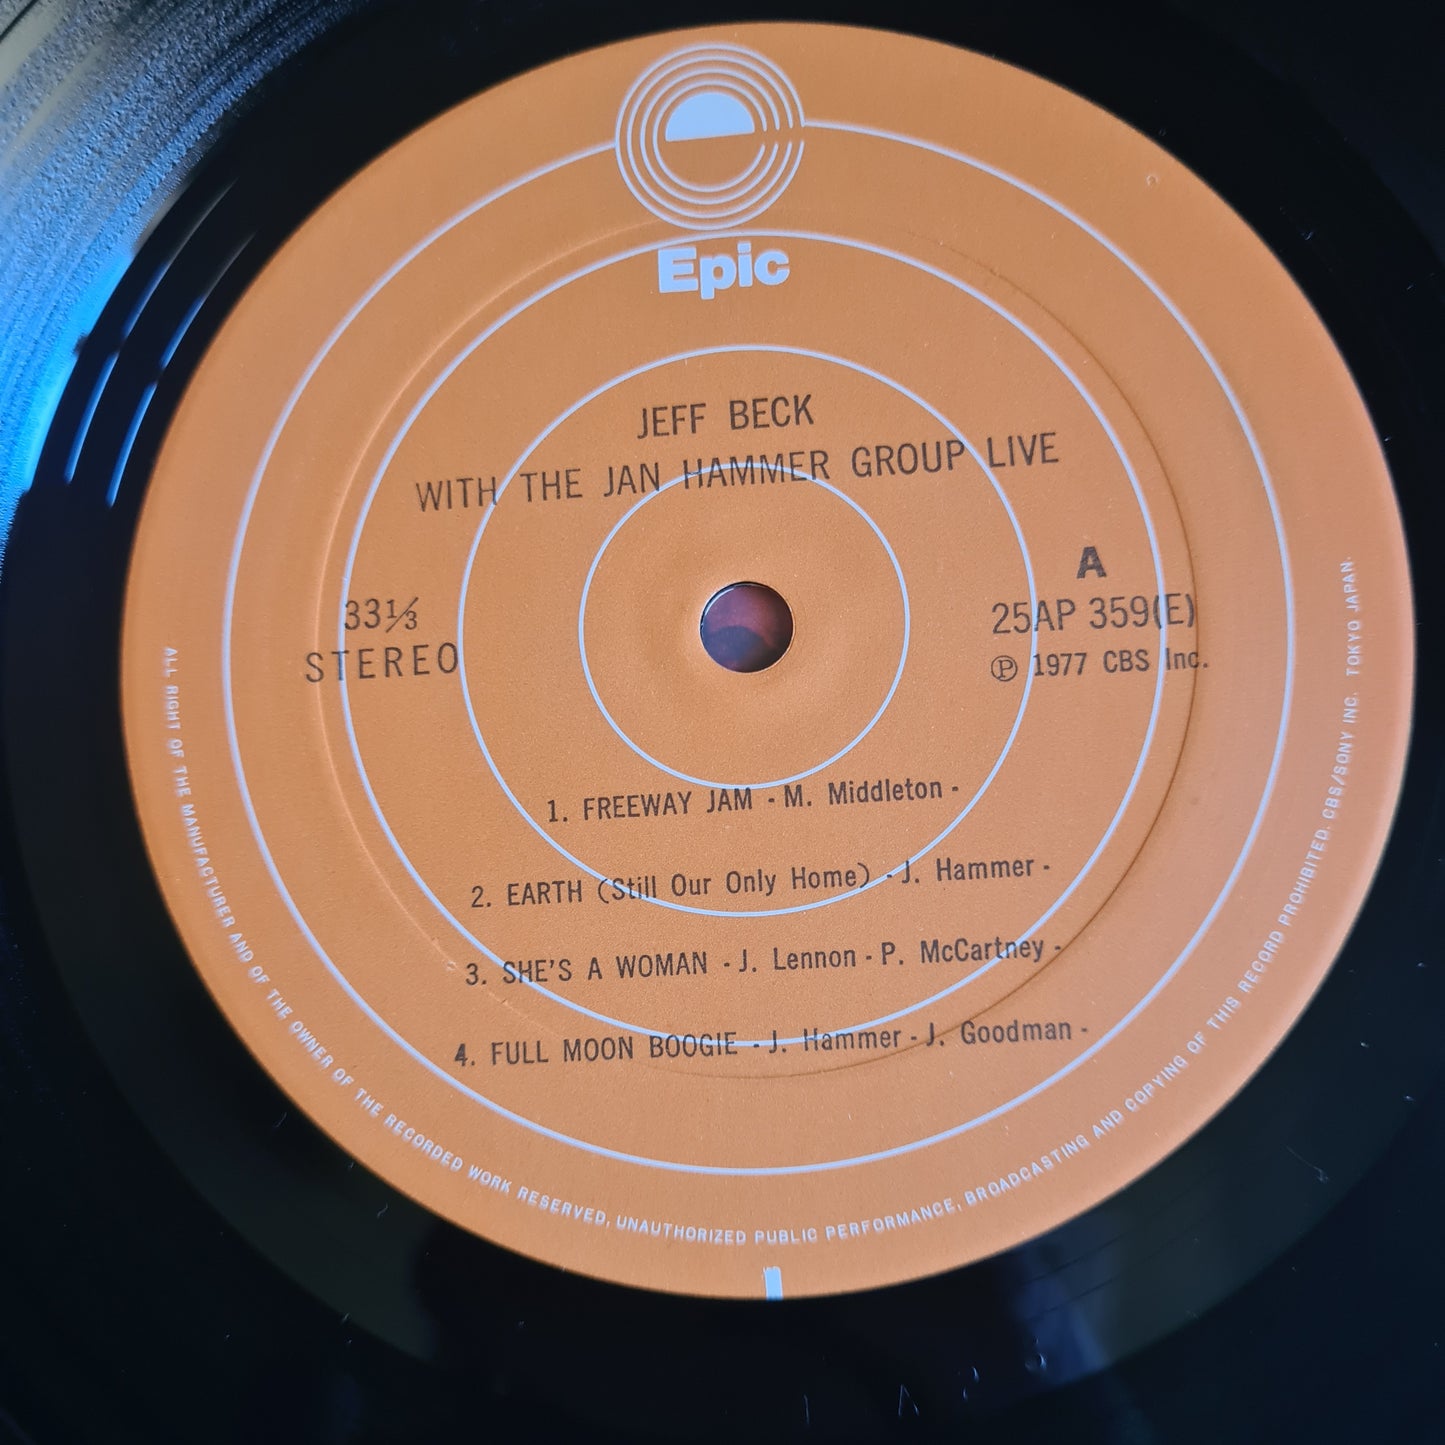 Epic
JEFF BECK
WITH THE JAN HAMMER GROUP LIVE
A
33⅓
STEREO
25AP 359(E)
Ⓟ 1977 CBS Inc.
1. FREEWAY JAM - M. Middleton -
2. EARTH (Still Our Only Home) - J. Hammer -
3. SHE'S A WOMAN - J. Lennon - P. McCartney -
4. FULL MOON BOOGIE - J. Hammer - J. Goodman -
ALL RIGHT OF THE MANUFACTURER AND OF THE OWNER OF THE RECORDED WORK RESERVED, UNAUTHORIZED PUBLIC PERFORMANCE, BROADCASTING AND COPYING OF THIS RECORD PROHIBITED. CBS/SONY INC. TOKYO JAPAN.